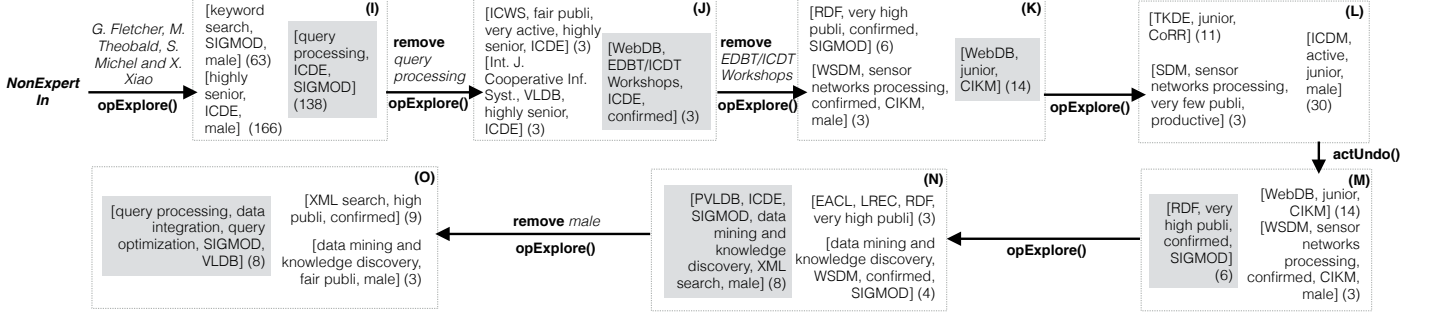 NonExpert
In
G. Fletcher, M.
Theobald, S.
Michel and X.
Xiao
opExplore()
(I)
[keyword
search,
SIGMOD,
male] (63)
[highly
senior,
ICDE,
male] (166)
[query
processing,
ICDE,
SIGMOD]
(138)
remove
query
processing
opExplore()
(J)
[ICWS, fair publi,
very active, highly
senior, ICDE] (3)
[Int. J.
Cooperative Inf.
Syst., VLDB,
highly senior,
ICDE] (3)
[WebDB,
EDBT/ICDT
Workshops,
ICDE,
confirmed] (3)
remove
EDBT/ICDT
Workshops
opExplore()
(K)
[RDF, very high
publi, confirmed,
SIGMOD] (6)
[WSDM, sensor
networks processing,
confirmed, CIKM,
male] (3)
[WebDB,
junior,
CIKM] (14)
opExplore()
(L)
[TKDE, junior,
CoRR] (11)
[SDM, sensor
networks processing,
very few publi,
productive] (3)
[ICDM,
active,
junior,
male]
(30)
actUndo()
(M)
[RDF, very
high publi,
confirmed,
SIGMOD]
(6)
[WebDB, junior,
CIKM] (14)
[WSDM, sensor
networks
processing,
confirmed, CIKM,
male] (3)
opExplore()
(N)
[PVLDB, ICDE,
SIGMOD, data
mining and
knowledge
discovery, XML
search, male] (8)
[EACL, LREC, RDF,
very high publi] (3)
[data mining and
knowledge discovery,
WSDM, confirmed,
SIGMOD] (4)
remove male
opExplore()
(O)
[query processing, data
integration, query
optimization, SIGMOD,
VLDB] (8)
[XML search, high
publi, confirmed] (9)
[data mining and
knowledge discovery,
fair publi, male] (3)